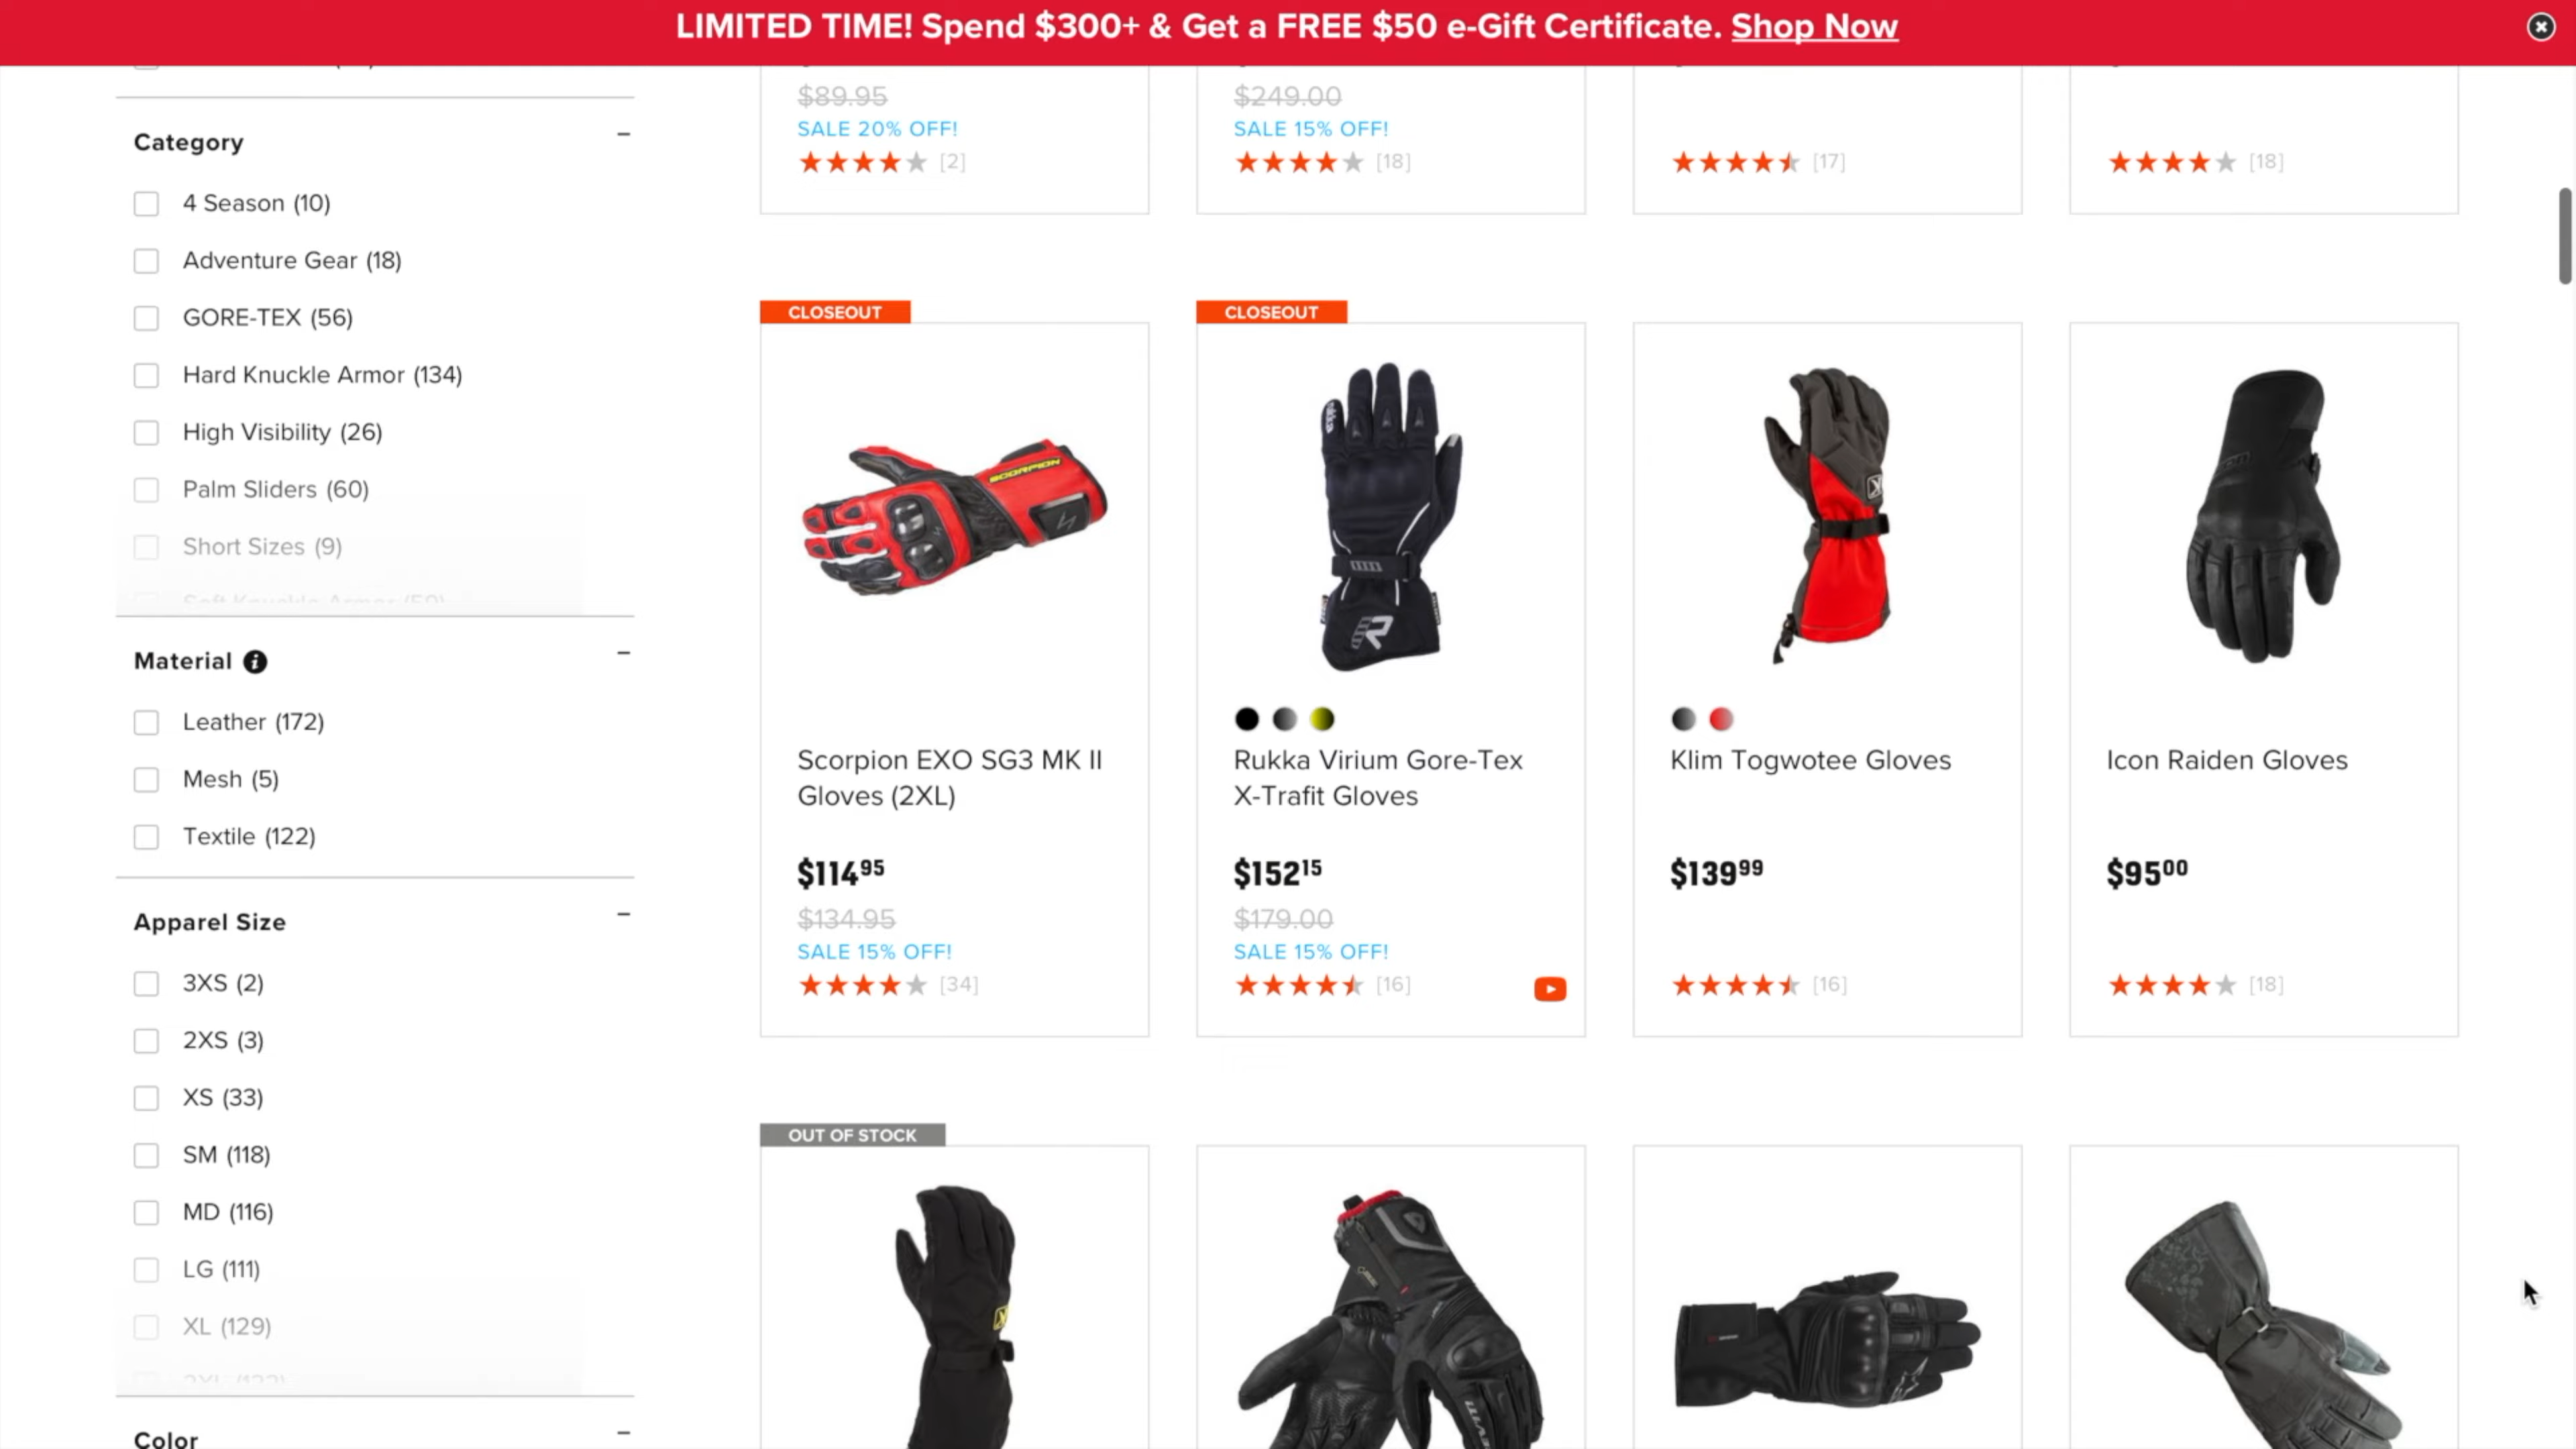 LIMITED TIME! Spend $300+ & Get a FREE $50 e-Gift Certificate. Shop Now
Category
4 Season (10)
Adventure Gear (18)
GORE-TEX (56)
Hard Knuckle Armor (134)
High Visibility (26)
Palm Sliders (60)
Short Sizes (9)
Soft Knuckle Armor (59)
Material
Leather (172)
Mesh (5)
Textile (122)
Apparel Size
3XS (2)
2XS (3)
XS (33)
SM (118)
MD (116)
LG (111)
XL (129)
Color
$89.95
SALE 20% OFF!
[2]
$249.00
SALE 15% OFF!
[18]
[17]
[18]
CLOSEOUT
SCORPION
Scorpion EXO SG3 MK II
Gloves (2XL)
$114.95
$134.95
SALE 15% OFF!
[34]
CLOSEOUT
R
Rukka Virium Gore-Tex
X-Trafit Gloves
$152.15
$179.00
SALE 15% OFF!
[16]
Klim Togwotee Gloves
$139.99
[16]
Icon Raiden Gloves
$95.00
[18]
OUT OF STOCK